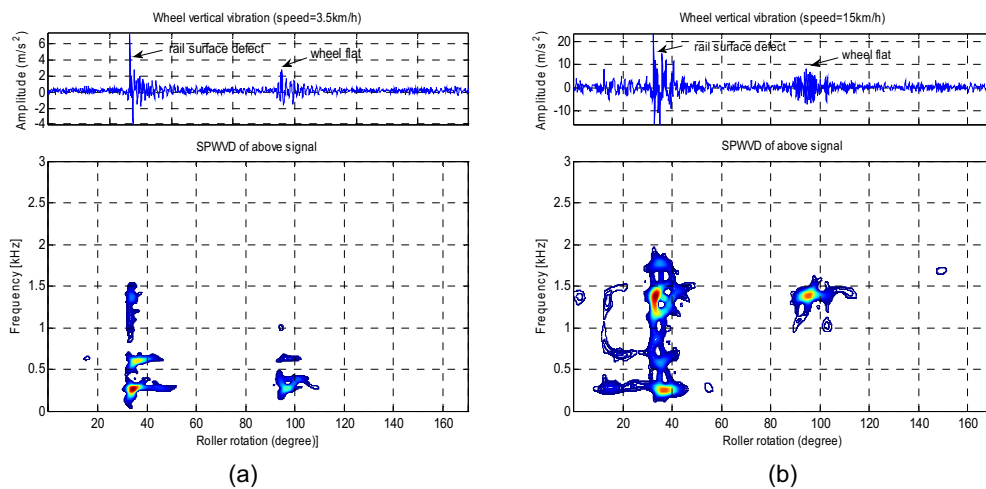 Wheel vertical vibration (speed=3.5km/h)
Amplitude (m/s²)
6
4
2
0
-2
-4
rail surface defect
wheel flat
SPWVD of above signal
Frequency [kHz]
3
2.5
2
1.5
1
0.5
0
20 40 60 80 100 120 140 160
Roller rotation (degree)]
(a)
Wheel vertical vibration (speed=15km/h)
Amplitude (m/s²)
20
10
0
-10
rail surface defect
wheel flat
SPWVD of above signal
Frequency [kHz]
3
2.5
2
1.5
1
0.5
0
20 40 60 80 100 120 140 160
Roller rotation (degree)
(b)